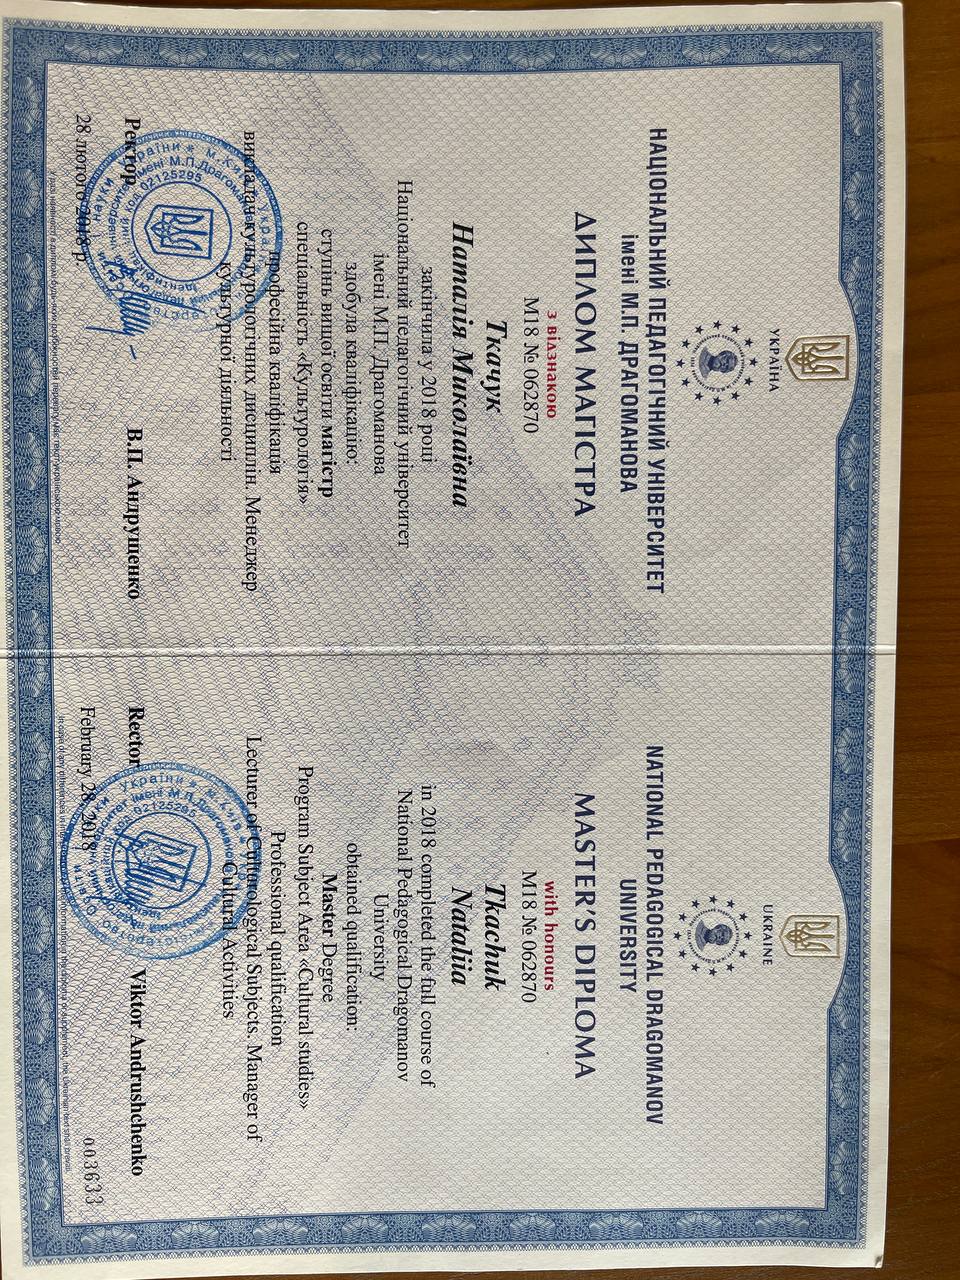 УКРАЇНА
НАЦІОНАЛЬНИЙ ПЕДАГОГІЧНИЙ УНІВЕРСИТЕТ
імені М.П. ДРАГОМАНОВА
ДИПЛОМ МАГІСТРА
з відзнакою
М18 № 062870
Ткачук
Наталія Миколаївна
закінчила у 2018 році
Національний педагогічний університет
імені М.П. Драгоманова
здобула кваліфікацію:
ступінь вищої освіти магістр
спеціальність «Культурологія»
професійна кваліфікація
викладач культурологічних дисциплін. Менеджер
культурної діяльності
Ректор В.П. Андрущенко
28 лютого 2018 р.
UKRAINE
NATIONAL PEDAGOGICAL DRAGOMANOV
UNIVERSITY
MASTER'S DIPLOMA
with honours
М18 № 062870
Tkachuk
Nataliia
in 2018 completed the full course of
National Pedagogical Dragomanov
University
obtained qualification:
Master Degree
Program Subject Area «Cultural studies»
Professional qualification
Lecturer of Culturological Subjects. Manager of
Cultural Activities
Rector Viktor Andrushchenko
February 28, 2018
003633